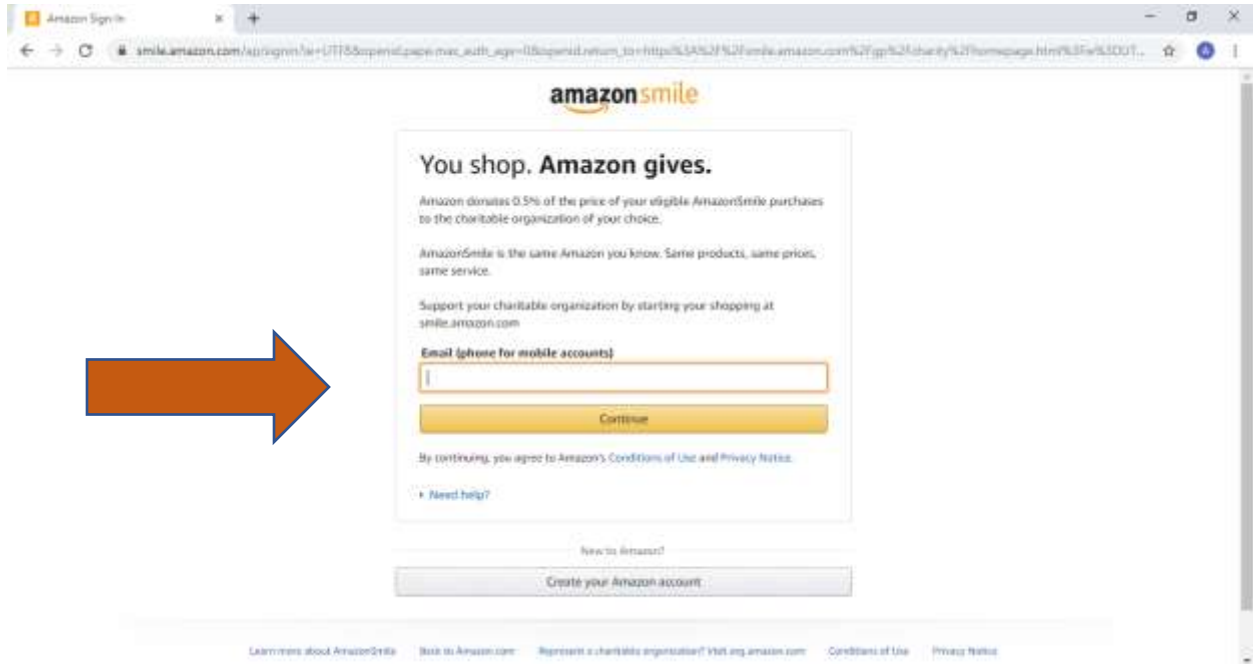 Amazon Sign-In
amazonsmile
You shop. Amazon gives.
Amazon donates 0.5% of the price of your eligible AmazonSmile purchases
to the charitable organization of your choice.
AmazonSmile is the same Amazon you know. Same products, same prices,
same service.
Support your charitable organization by starting your shopping at
smile.amazon.com
Email (phone for mobile accounts)
Continue
By continuing, you agree to Amazon's Conditions of Use and Privacy Notice.
Need help?
New to Amazon?
Create your Amazon account
Learn more about AmazonSmile Back to Amazon.com Represent a charitable organization? Visit org.amazon.com Conditions of Use Privacy Notice